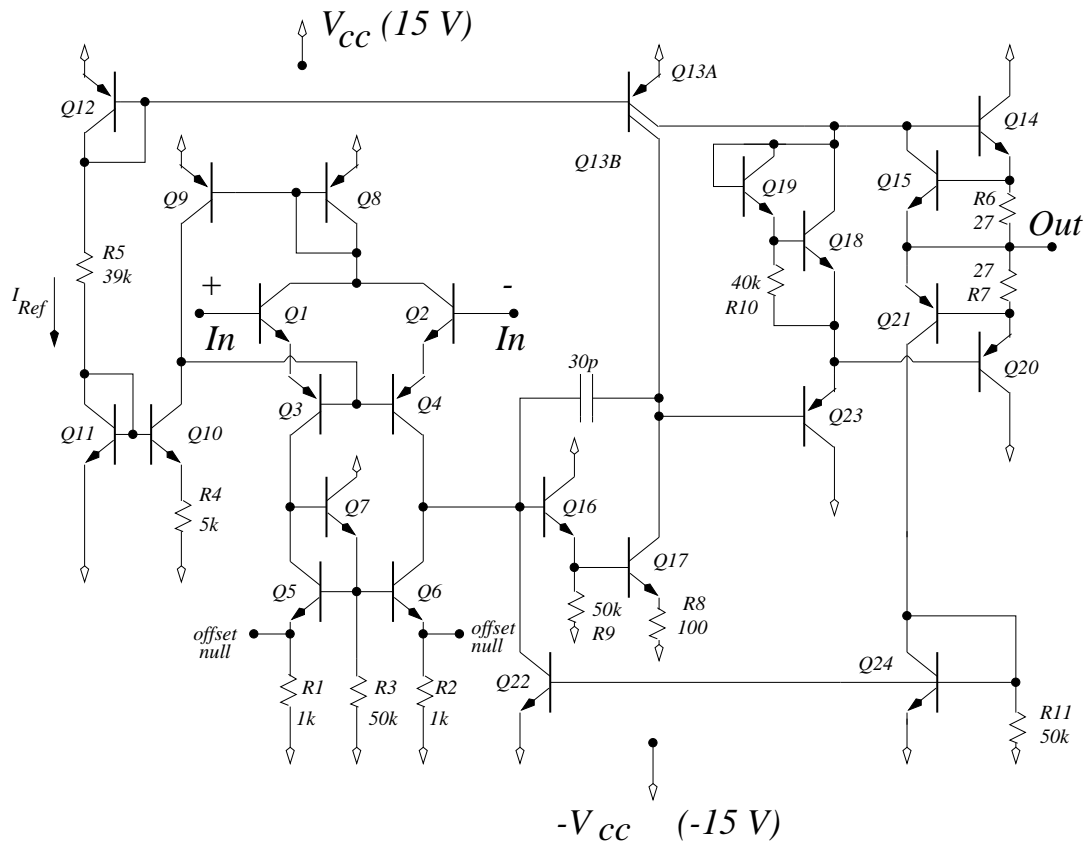 Vcc (15 V)
Q13A
Q12
Q14
Q13B
Q9
Q8
Q19
Q15
R6
27
Out
Q18
R5
39k
I Ref
+
-
40k
R10
27
R7
Q1
Q2
In
In
Q21
30p
Q20
Q3
Q4
Q23
Q11
Q10
R4
5k
Q7
Q16
Q17
Q5
Q6
50k
R9
R8
100
offset
null
offset
null
Q22
Q24
R1
1k
R3
50k
R2
1k
R11
50k
-Vcc (-15 V)